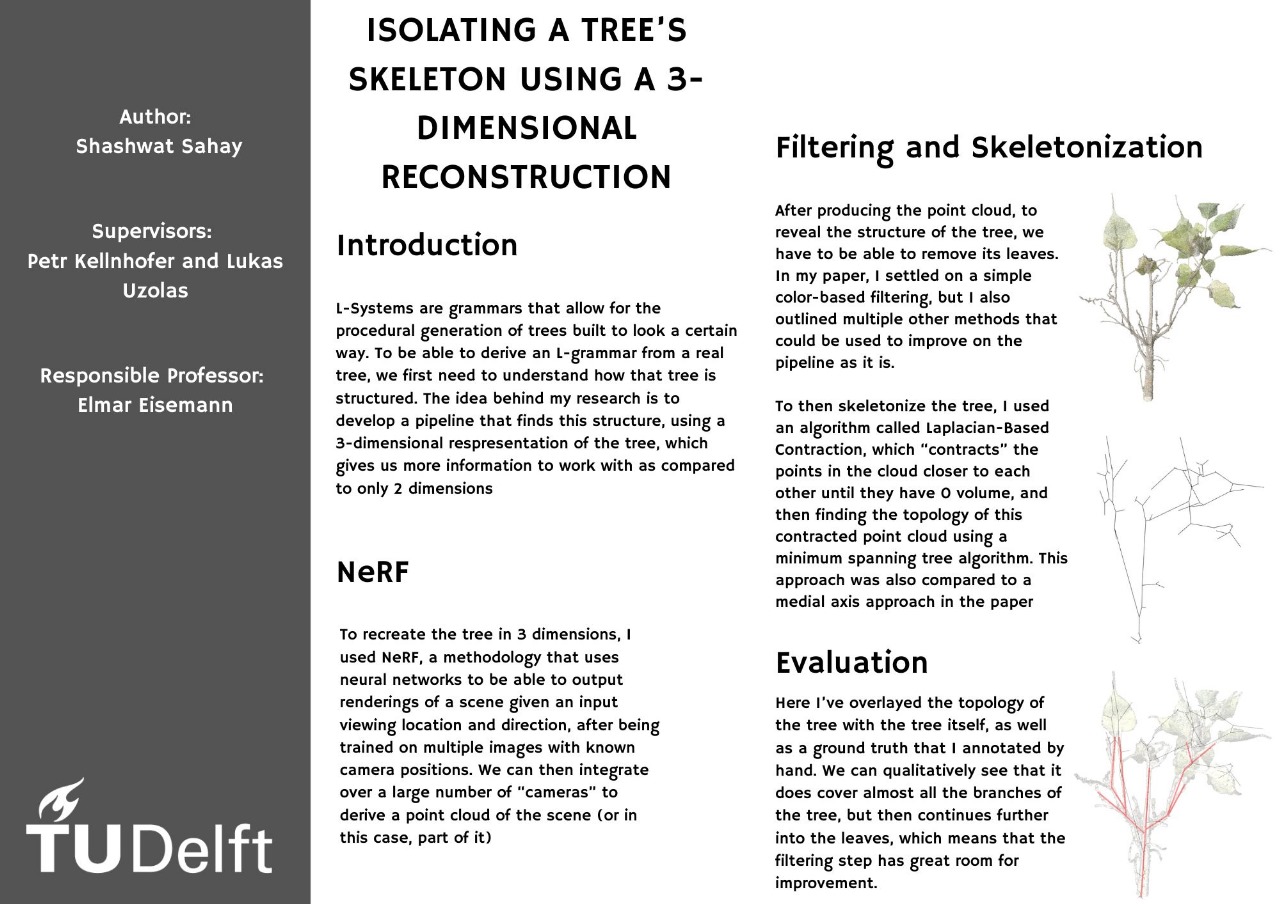 Author:
Shashwat Sahay
Supervisors:
Petr Kellnhofer and Lukas
Uzolas
Responsible Professor:
Elmar Eisemann
TUDelft
ISOLATING A TREE'S
SKELETON USING A 3-
DIMENSIONAL
RECONSTRUCTION
Introduction
L-Systems are grammars that allow for the
procedural generation of trees built to look a certain
way. To be able to derive an L-grammar from a real
tree, we first need to understand how that tree is
structured. The idea behind my research is to
develop a pipeline that finds this structure, using a
3-dimensional respresentation of the tree, which
gives us more information to work with as compared
to only 2 dimensions
NeRF
To recreate the tree in 3 dimensions, I
used NeRF, a methodology that uses
neural networks to be able to output
renderings of a scene given an input
viewing location and direction, after being
trained on multiple images with known
camera positions. We can then integrate
over a large number of "cameras" to
derive a point cloud of the scene (or in
this case, part of it)
Filtering and Skeletonization
After producing the point cloud, to
reveal the structure of the tree, we
have to be able to remove its leaves.
In my paper, I settled on a simple
color-based filtering, but I also
outlined multiple other methods that
could be used to improve on the
pipeline as it is.
To then skeletonize the tree, I used
an algorithm called Laplacian-Based
Contraction, which "contracts" the
points in the cloud closer to each
other until they have 0 volume, and
then finding the topology of this
contracted point cloud using a
minimum spanning tree algorithm. This
approach was also compared to a
medial axis approach in the paper
Evaluation
Here I've overlayed the topology of
the tree with the tree itself, as well
as a ground truth that I annotated by
hand. We can qualitatively see that it
does cover almost all the branches of
the tree, but then continues further
into the leaves, which means that the
filtering step has great room for
improvement.